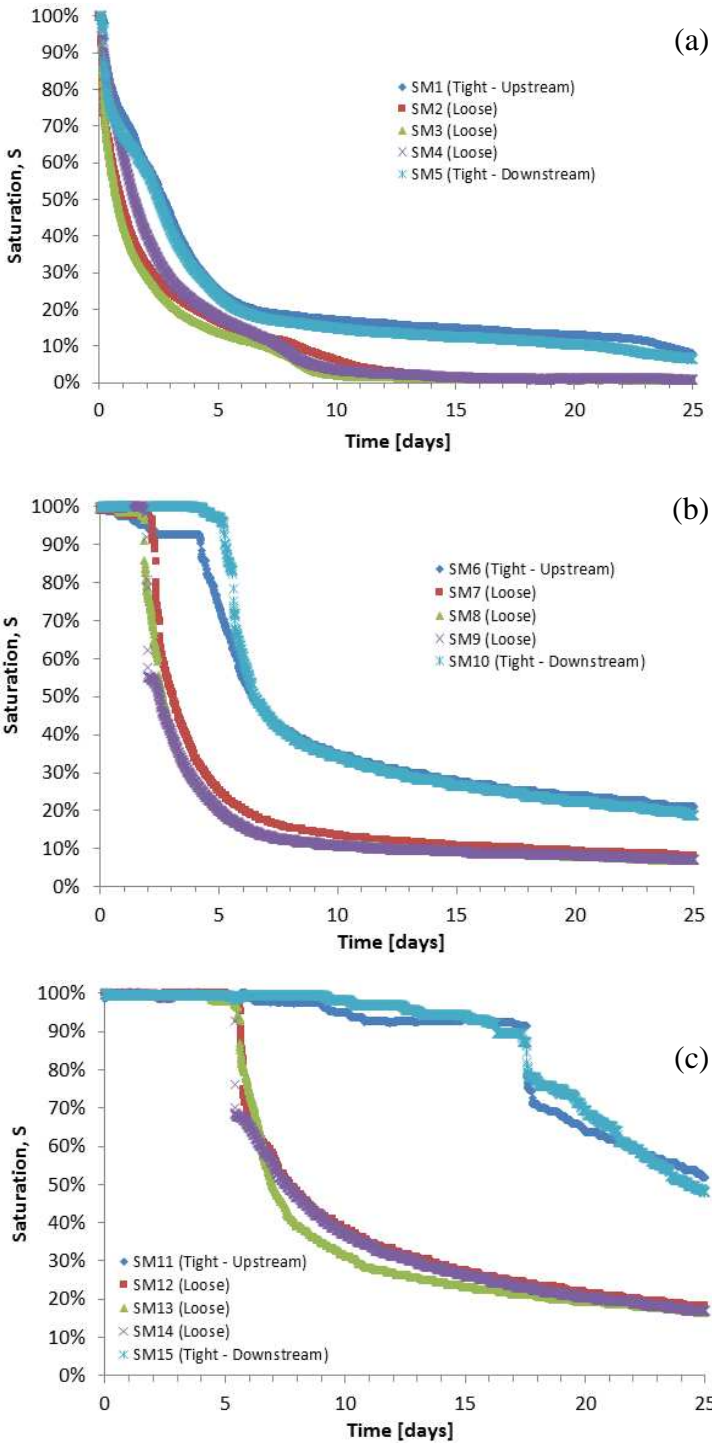 (a)
100%
90%
80%
70%
60%
50%
40%
30%
20%
10%
0%
Saturation, S
SM1 (Tight - Upstream)
SM2 (Loose)
SM3 (Loose)
SM4 (Loose)
SM5 (Tight - Downstream)
0 5 10 15 20 25
Time [days]
(b)
100%
90%
80%
70%
60%
50%
40%
30%
20%
10%
0%
Saturation, S
SM6 (Tight - Upstream)
SM7 (Loose)
SM8 (Loose)
SM9 (Loose)
SM10 (Tight - Downstream)
0 5 10 15 20 25
Time [days]
(c)
100%
90%
80%
70%
60%
50%
40%
30%
20%
10%
0%
Saturation, S
SM11 (Tight - Upstream)
SM12 (Loose)
SM13 (Loose)
SM14 (Loose)
SM15 (Tight - Downstream)
0 5 10 15 20 25
Time [days]